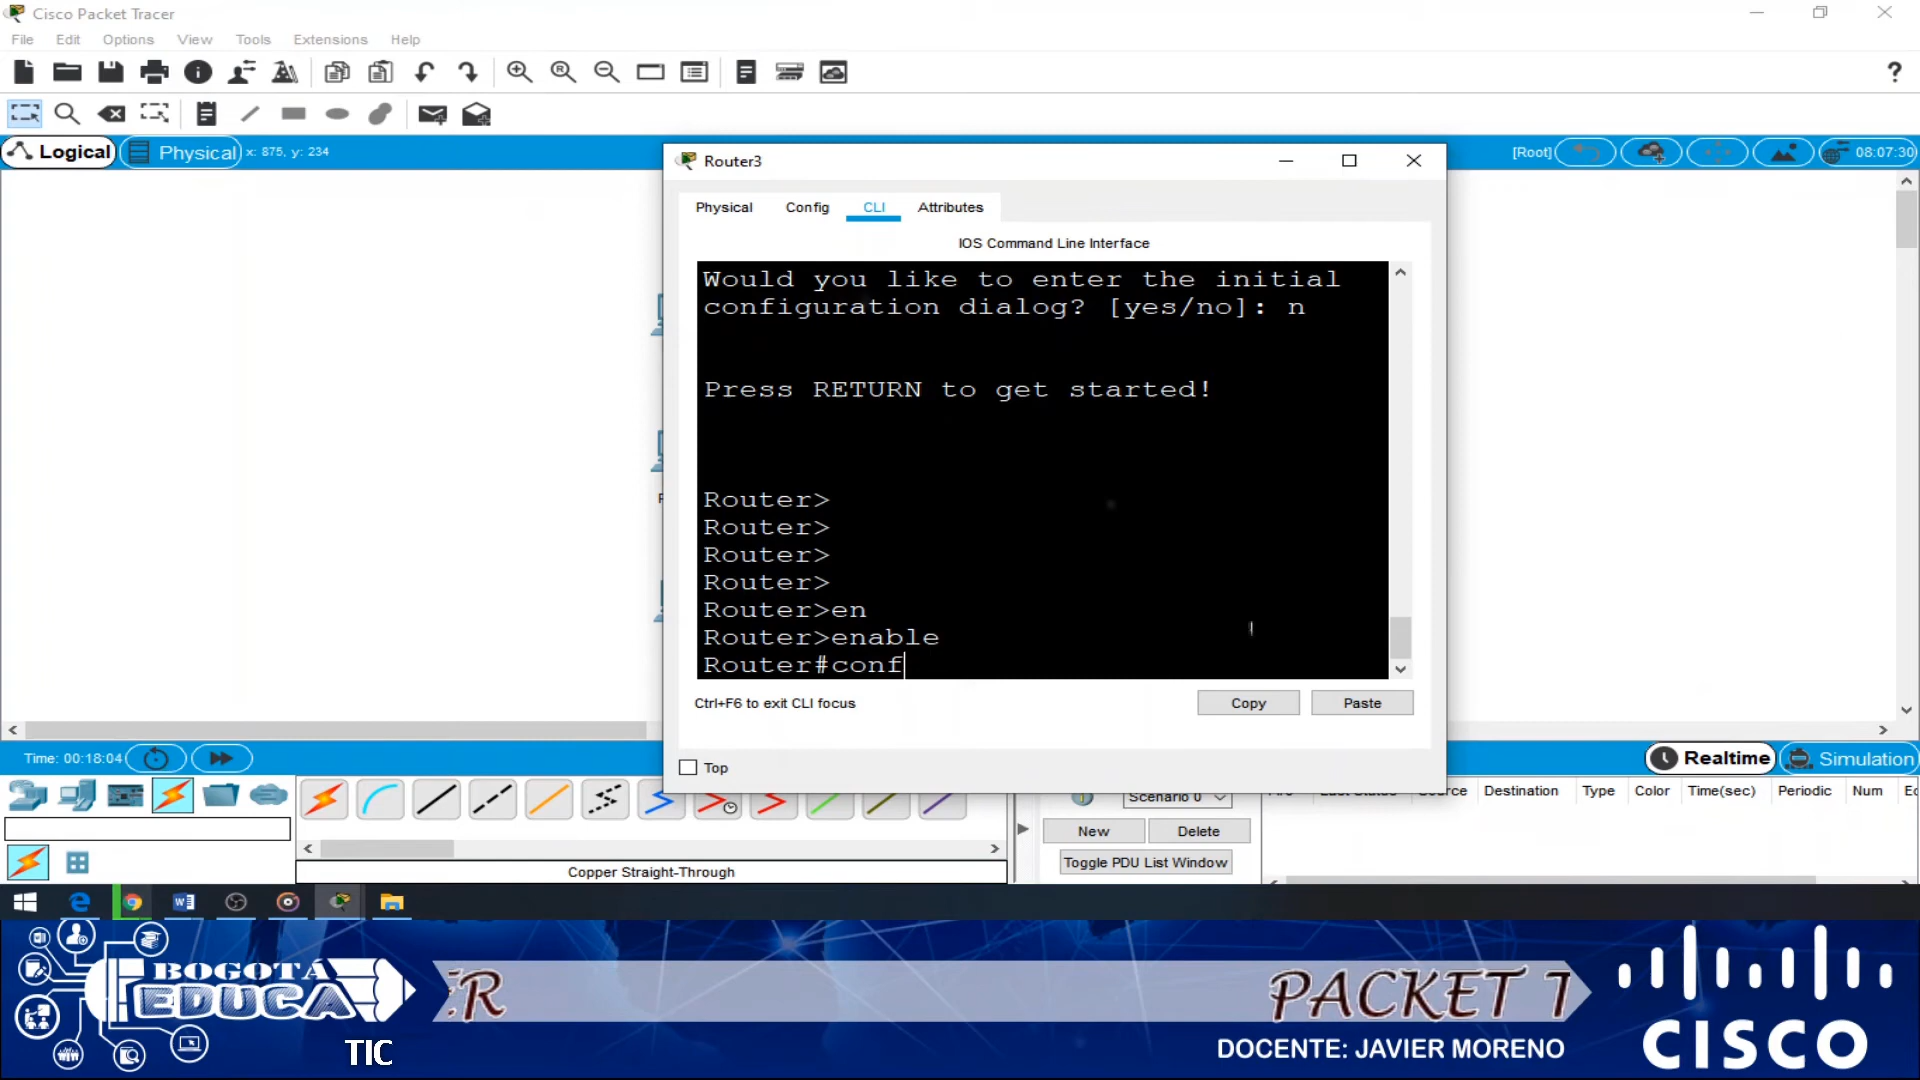 Cisco Packet Tracer
File Edit Options View Tools Extensions Help
Logical Physical x: 875, y: 234
[Root] 08:07:30
Router3
Physical Config CLI Attributes
IOS Command Line Interface
Would you like to enter the initial
configuration dialog? [yes/no]: n
Press RETURN to get started!
Router>
Router>
Router>
Router>
Router>en
Router>enable
Router#conf
Ctrl+F6 to exit CLI focus
Copy Paste
Top
Time: 00:18:04
Realtime Simulation
Scenario 0
Destination Type Color Time(sec) Periodic Num
New Delete
Toggle PDU List Window
Copper Straight-Through
BOGOTÁ
EDUCA
TIC
ER
PACKET T
DOCENTE: JAVIER MORENO
CISCO